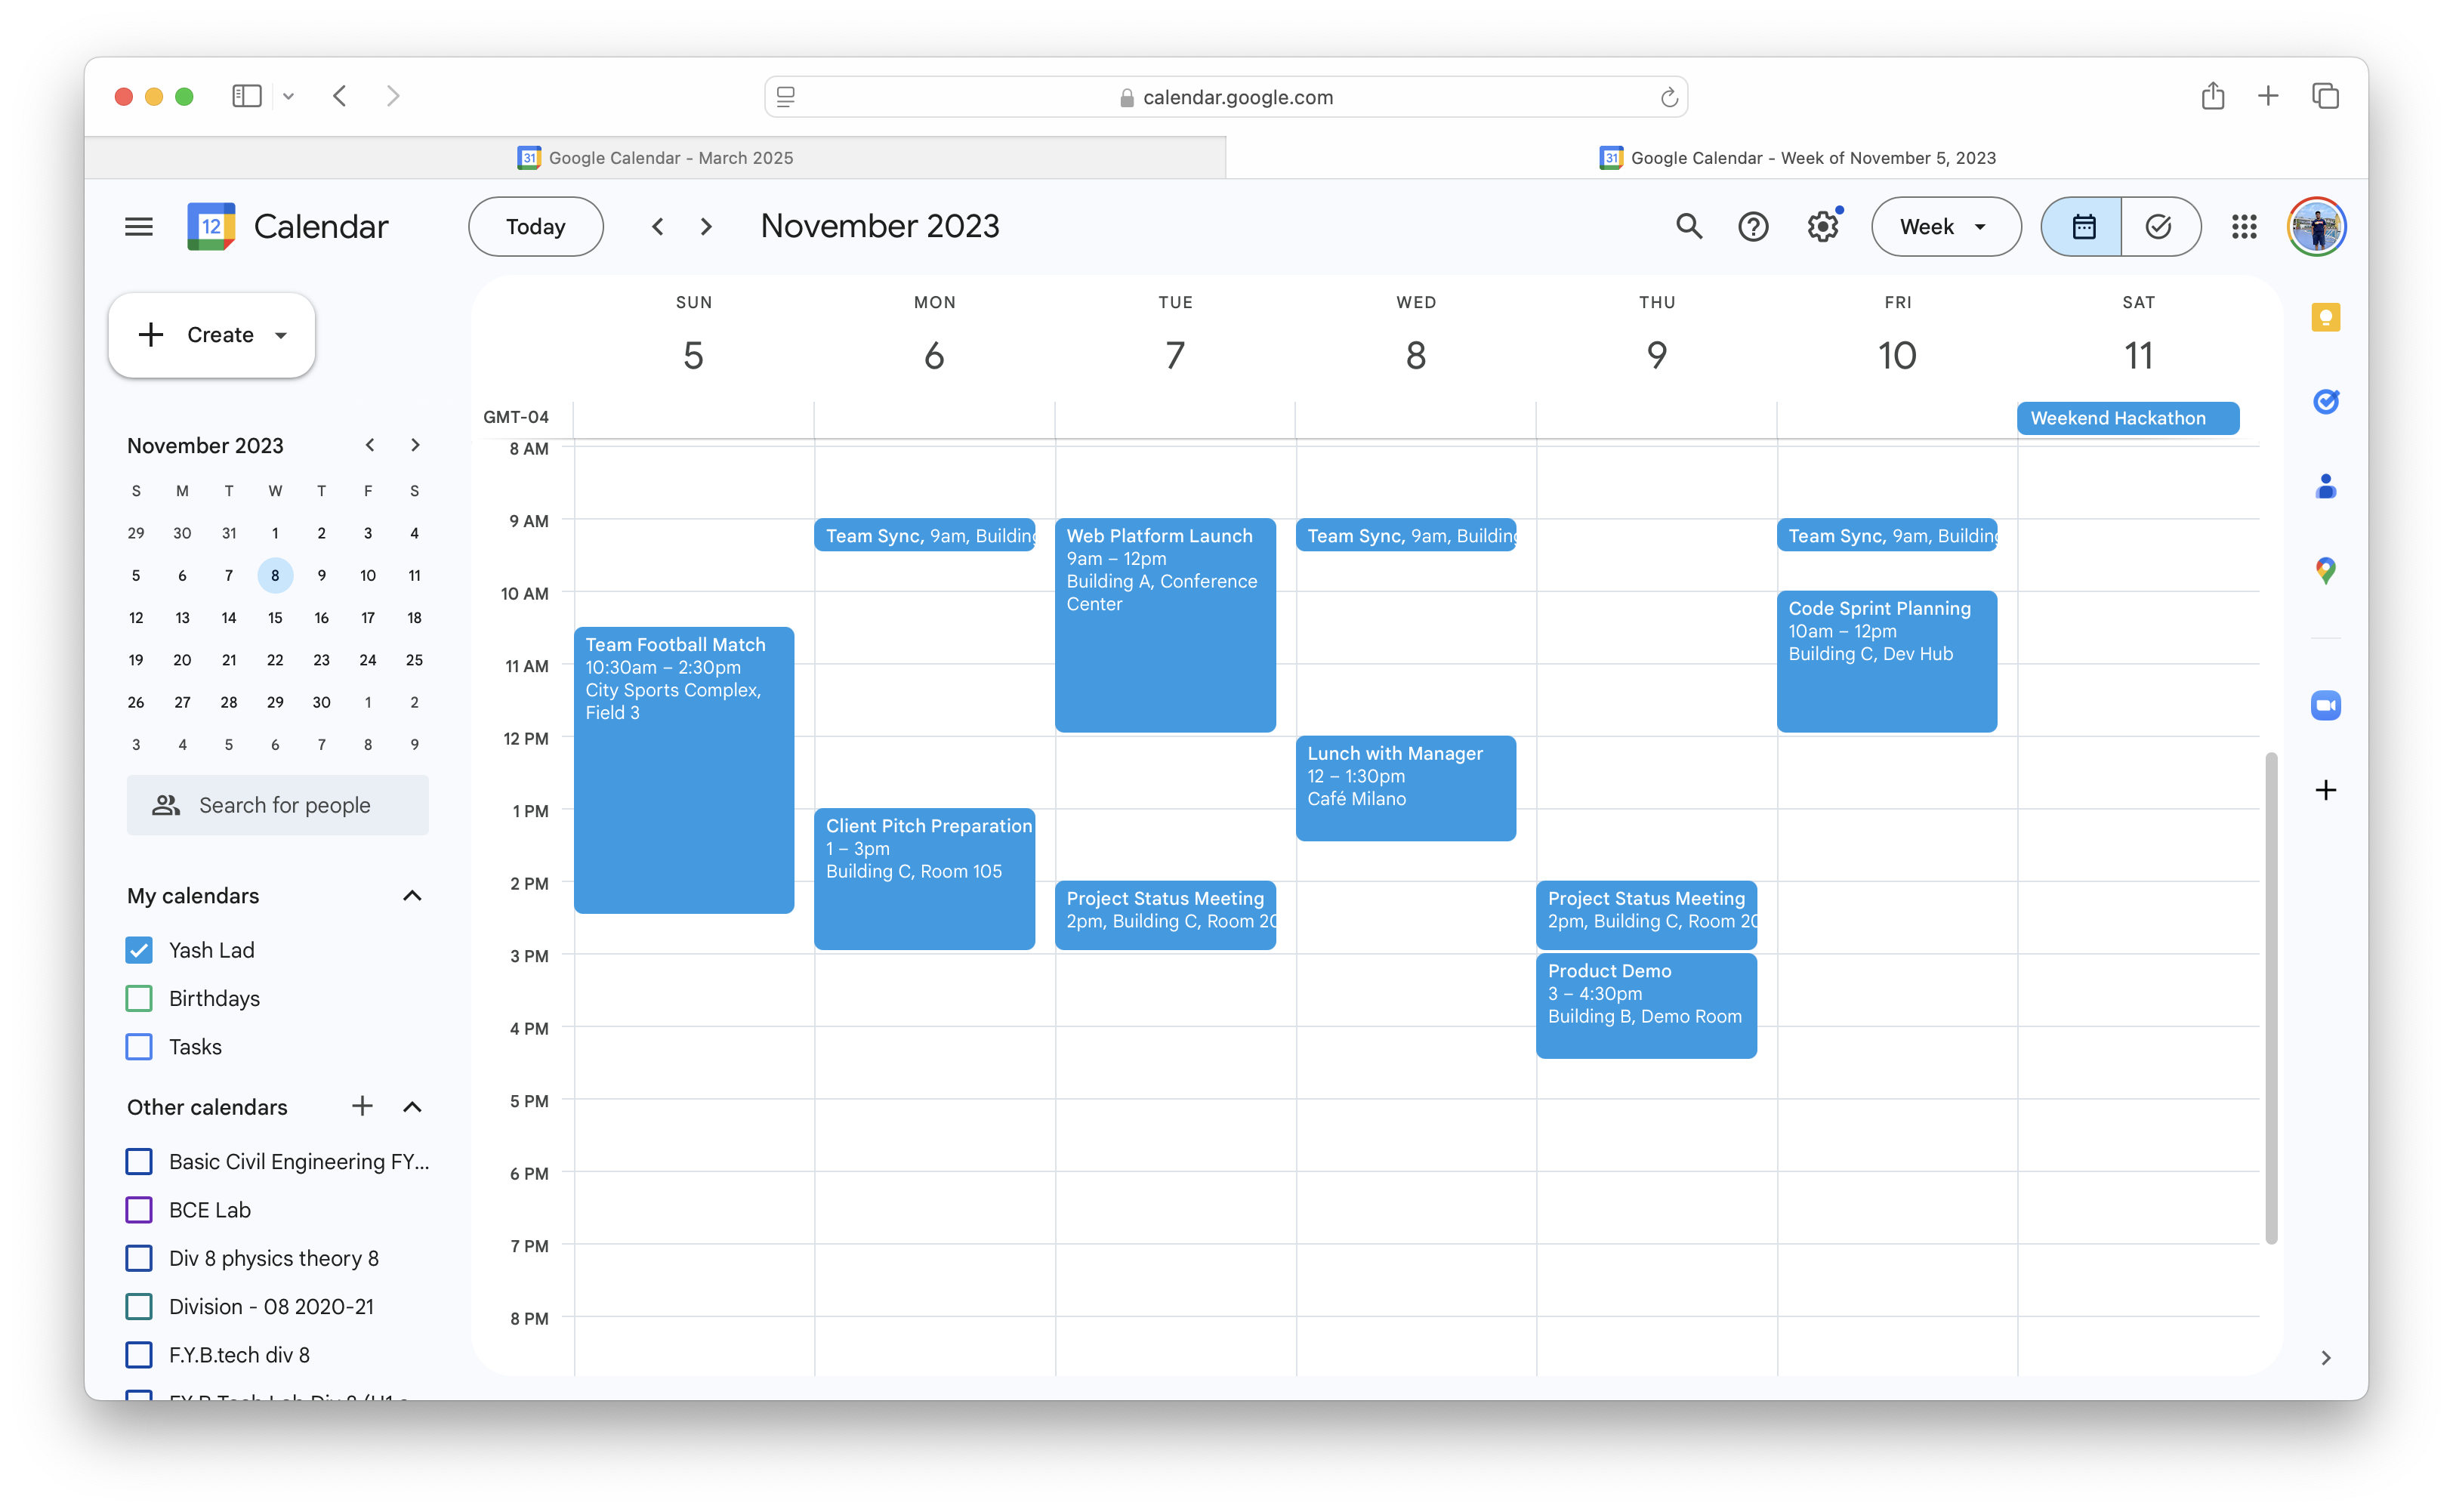 calendar.google.com
31 Google Calendar - March 2025
31 Google Calendar - Week of November 5, 2023
12 Calendar
Today
November 2023
Week
Create
November 2023
S M T W T F S
29 30 31 1 2 3 4
5 6 7 8 9 10 11
12 13 14 15 16 17 18
19 20 21 22 23 24 25
26 27 28 29 30 1 2
3 4 5 6 7 8 9
Search for people
My calendars
Yash Lad
Birthdays
Tasks
Other calendars
Basic Civil Engineering FY...
BCE Lab
Div 8 physics theory 8
Division - 08 2020-21
F.Y.B.tech div 8
SUN MON TUE WED THU FRI SAT
5 6 7 8 9 10 11
GMT-04
Weekend Hackathon
8 AM
9 AM
10 AM
11 AM
12 PM
1 PM
2 PM
3 PM
4 PM
5 PM
6 PM
7 PM
8 PM
Team Football Match
10:30am – 2:30pm
City Sports Complex,
Field 3
Team Sync, 9am, Building
Client Pitch Preparation
1 – 3pm
Building C, Room 105
Web Platform Launch
9am – 12pm
Building A, Conference
Center
Project Status Meeting
2pm, Building C, Room 20
Team Sync, 9am, Building
Lunch with Manager
12 – 1:30pm
Café Milano
Project Status Meeting
2pm, Building C, Room 20
Product Demo
3 – 4:30pm
Building B, Demo Room
Team Sync, 9am, Building
Code Sprint Planning
10am – 12pm
Building C, Dev Hub